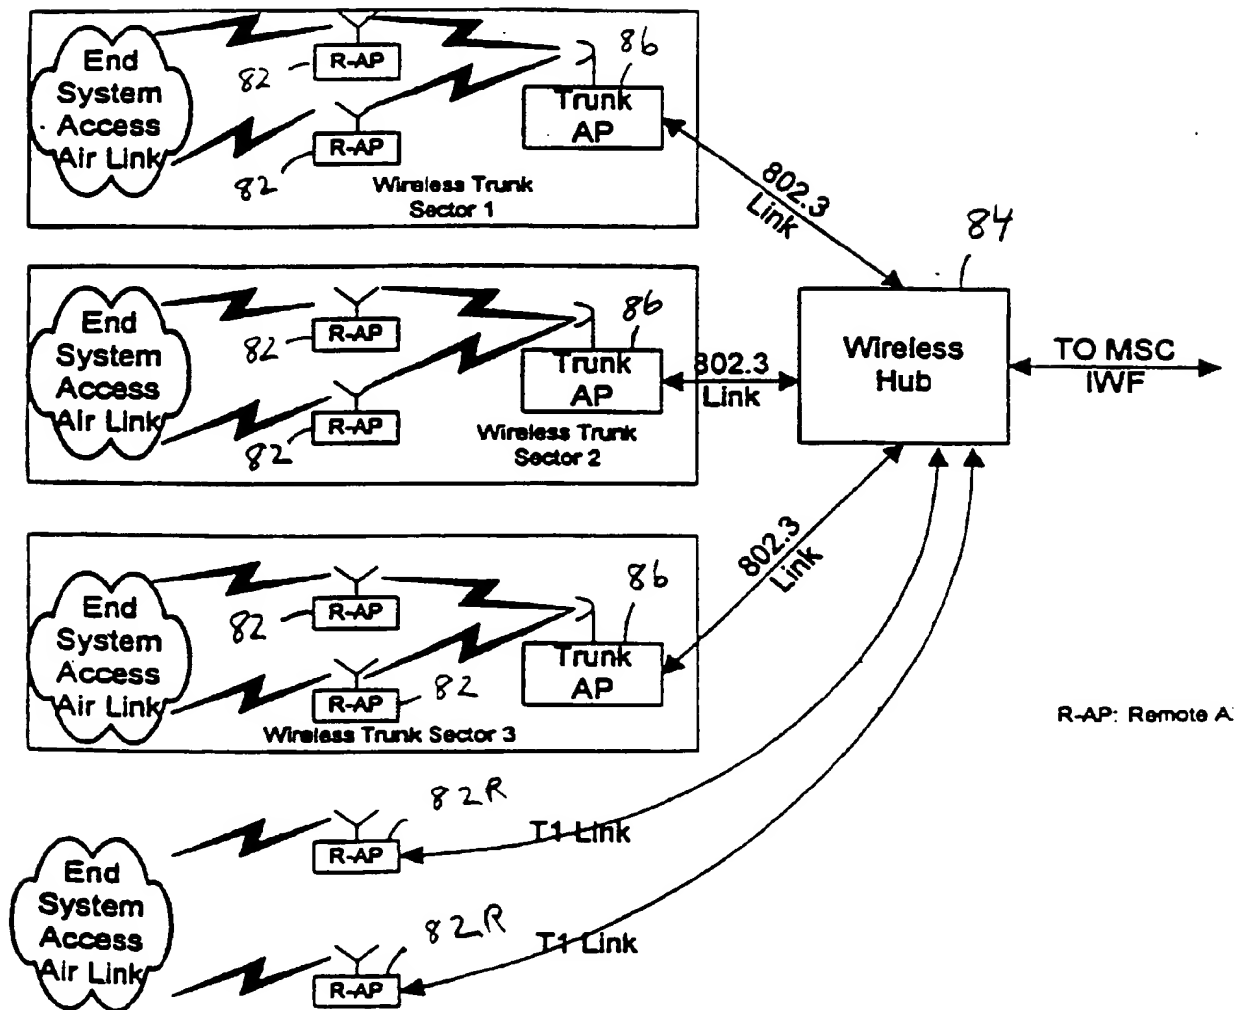 End
System
Access
Air Link
82
R-AP
82
R-AP
86
Trunk
AP
Wireless Trunk
Sector 1
802.3
Link
84
End
System
Access
Air Link
82
R-AP
82
R-AP
86
Trunk
AP
Wireless Trunk
Sector 2
802.3
Link
Wireless
Hub
TO MSC
IWF
End
System
Access
Air Link
82
R-AP
82
R-AP
86
Trunk
AP
Wireless Trunk Sector 3
802.3
Link
R-AP: Remote
End
System
Access
Air Link
82R
R-AP
T1 Link
82R
R-AP
T1 Link